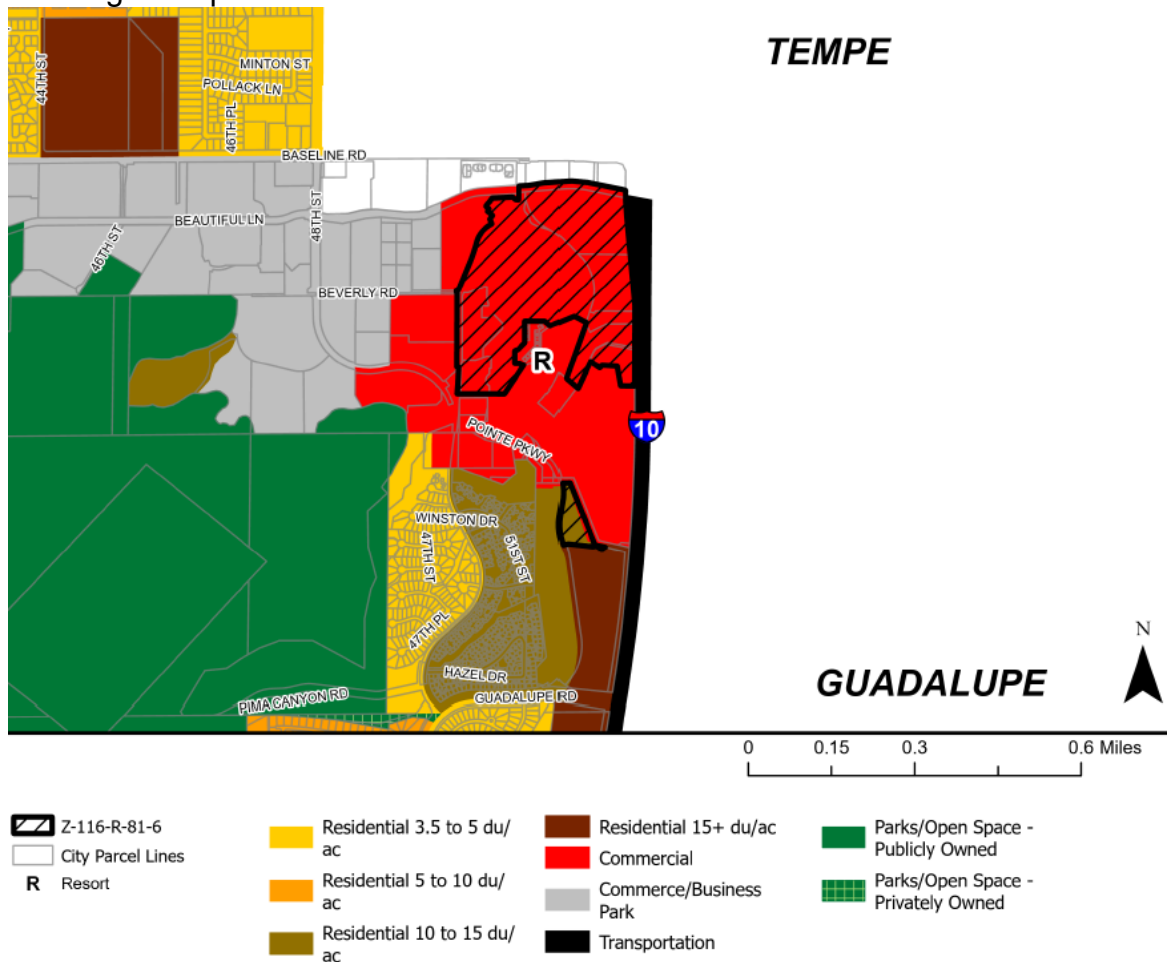 TEMPE
44TH ST
MINTON ST
POLLACK LN
46TH PL
BASELINE RD
BEAUTIFUL LN
48TH ST
46TH ST
BEVERLY RD
R
10
POINTE PKWY
WINSTON DR
47TH ST
51ST ST
47TH PL
HAZEL DR
GUADALUPE RD
PIMA CANYON RD
N
GUADALUPE
0 0.15 0.3 0.6 Miles
Z-116-R-81-6
City Parcel Lines
R Resort
Residential 3.5 to 5 du/
ac
Residential 5 to 10 du/
ac
Residential 10 to 15 du/
ac
Residential 15+ du/ac
Commercial
Commerce/Business
Park
Transportation
Parks/Open Space -
Publicly Owned
Parks/Open Space -
Privately Owned